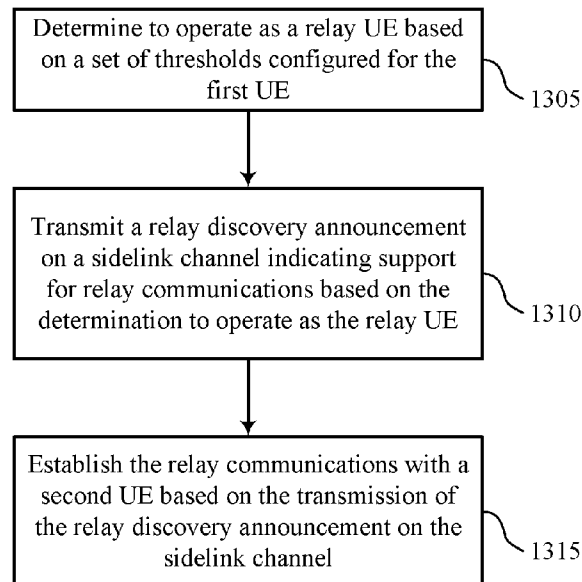 Determine to operate as a relay UE based
on a set of thresholds configured for the
first UE
1305
Transmit a relay discovery announcement
on a sidelink channel indicating support
for relay communications based on the
determination to operate as the relay UE
1310
Establish the relay communications with a
second UE based on the transmission of
the relay discovery announcement on the
sidelink channel
1315